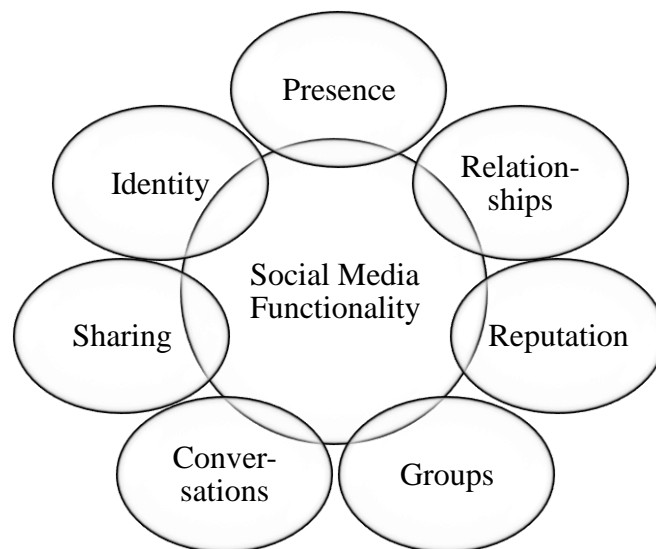 Presence
Identity
Relation-
ships
Social Media
Functionality
Sharing
Reputation
Conver-
sations
Groups